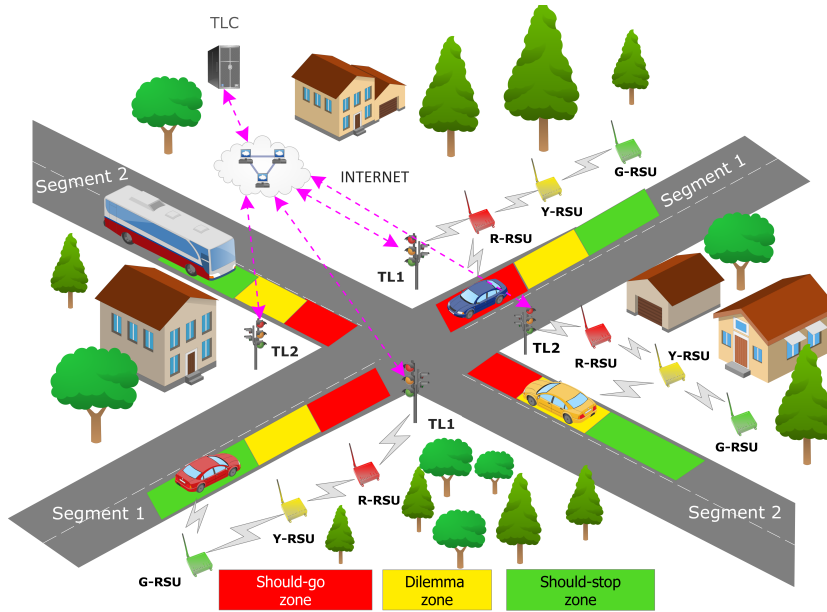 TLC
INTERNET
Segment 2
Segment 1
G-RSU
Y-RSU
R-RSU
TL1
TL2
TL2
R-RSU
Y-RSU
G-RSU
TL1
R-RSU
Y-RSU
G-RSU
Segment 1
Segment 2
Should-go
zone
Dilemma
zone
Should-stop
zone